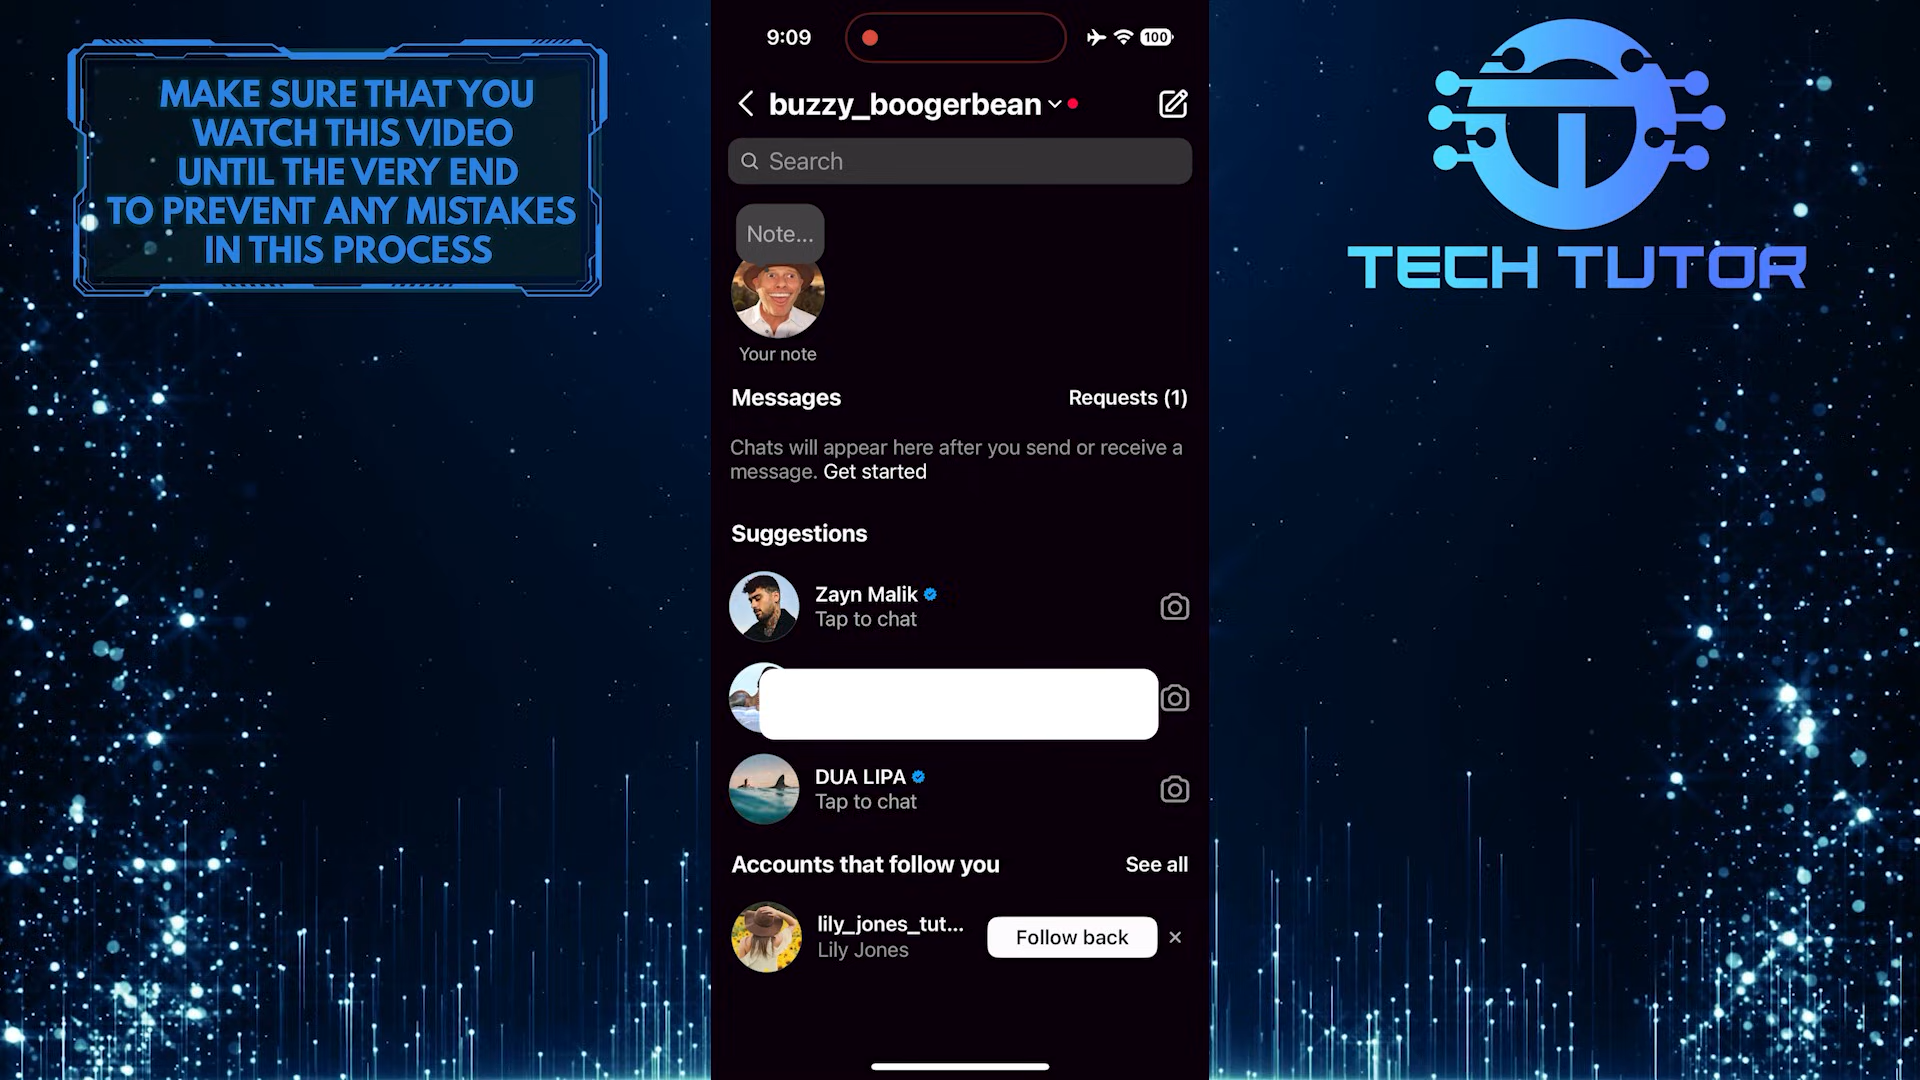 MAKE SURE THAT YOU
WATCH THIS VIDEO
UNTIL THE VERY END
TO PREVENT ANY MISTAKES
IN THIS PROCESS
9:09
100
buzzy_boogerbean
Search
Note...
Your note
Messages
Requests (1)
Chats will appear here after you send or receive a
message. Get started
Suggestions
Zayn Malik
Tap to chat
DUA LIPA
Tap to chat
Accounts that follow you
See all
lily_jones_tut...
Lily Jones
Follow back
TECH TUTOR